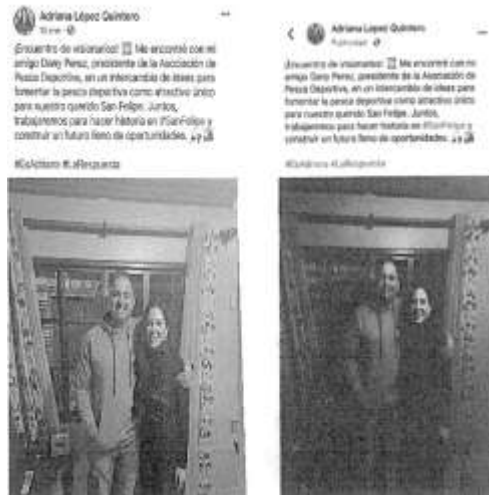 Adriana López Quintero
¡Encuentro de visionarios! Me encontré con mi
amigo Dany Perez, presidente de la Asociación de
Pesca Deportiva, en un intercambio de ideas para
fomentar la pesca deportiva como atractivo único
para nuestro querido San Felipe. Juntos,
trabajaremos para hacer historia en #SanFelipe y
construir un futuro lleno de oportunidades.
#EsAdriana #LaRespuesta
Adriana López Quintero
Publicidad
¡Encuentro de visionarios! Me encontré con mi
amigo Dany Perez, presidente de la Asociación de
Pesca Deportiva, en un intercambio de ideas para
fomentar la pesca deportiva como atractivo único
para nuestro querido San Felipe. Juntos,
trabajaremos para hacer historia en #SanFelipe y
construir un futuro lleno de oportunidades.
#EsAdriana #LaRespuesta